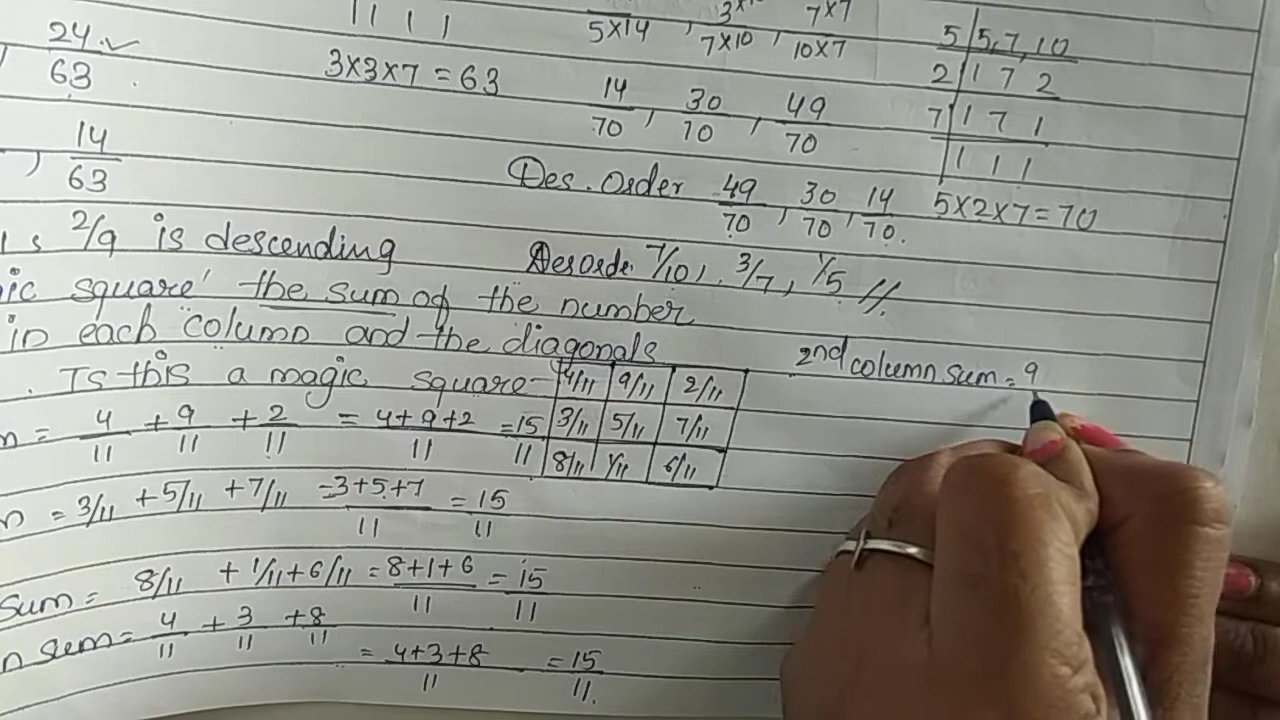 24
63
14
63
1 1 1 1
3×3×7 = 63
5×14 , 7×10 , 10×7
14/70 , 30/70 , 49/70
5 | 5, 7, 10
2 | 1 7 2
7 | 1 7 1
1 1 1
5×2×7 = 70
Des. Order 49/70 , 30/70 , 14/70.
Des Orde. 7/10 , 3/7 , 1/5 //.
2/9 is descending
ic square' the sum of the number
in each column and the diagonals
. Is this a magic square-
4/11 9/11 2/11
3/11 5/11 7/11
8/11 1/11 6/11
= 4/11 + 9/11 + 2/11 = 4+9+2/11 = 15/11
= 3/11 + 5/11 + 7/11 = 3+5+7/11 = 15/11
sum = 8/11 + 1/11 + 6/11 = 8+1+6/11 = 15/11
n sum = 4/11 + 3/11 + 8/11
= 4+3+8/11 = 15/11.
2nd column sum = 9